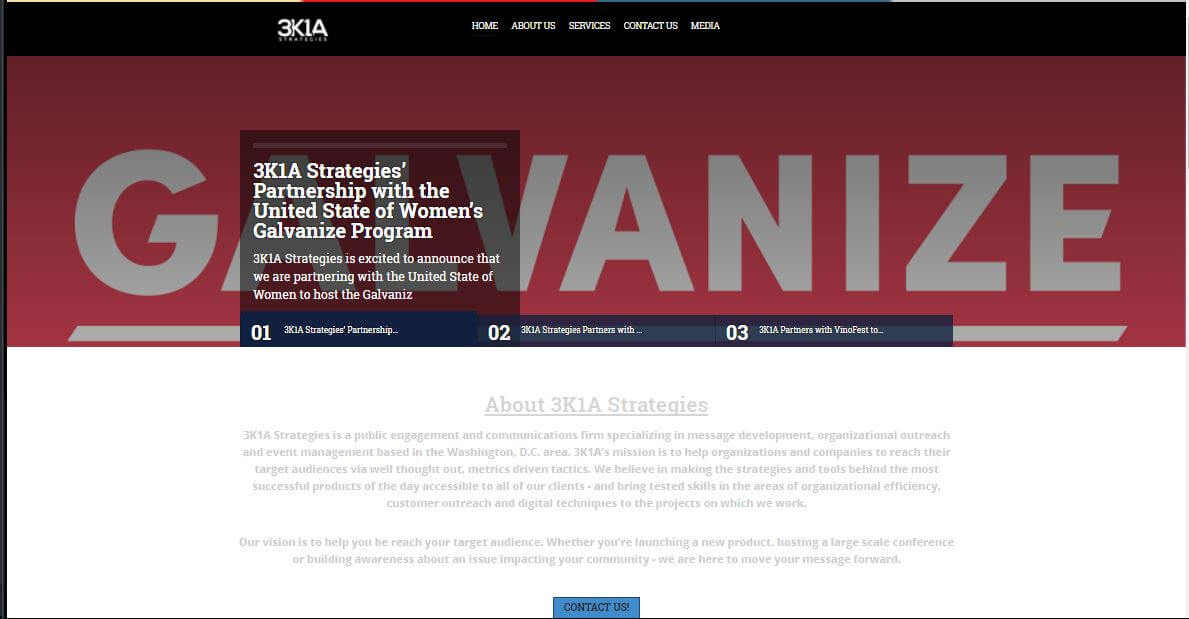 3K1A
STRATEGIES
HOME ABOUT US SERVICES CONTACT US MEDIA
GALVANIZE
3K1A Strategies’
Partnership with the
United State of Women’s
Galvanize Program
3K1A Strategies is excited to announce that
we are partnering with the United State of
Women to host the Galvaniz
01 3K1A Strategies’ Partnership...
02 3K1A Strategies Partners with ...
03 3K1A Partners with VinoFest to...
About 3K1A Strategies
3K1A Strategies is a public engagement and communications firm specializing in message development, organizational outreach
and event management based in the Washington, D.C. area. 3K1A's mission is to help organizations and companies to reach their
target audiences via well thought out, metrics driven tactics. We believe in making the strategies and tools behind the most
successful products of the day accessible to all of our clients - and bring tested skills in the areas of organizational efficiency,
customer outreach and digital techniques to the projects on which we work.
Our vision is to help you be reach your target audience. Whether you're launching a new product, hosting a large scale conference
or building awareness about an issue impacting your community - we are here to move your message forward.
CONTACT US!